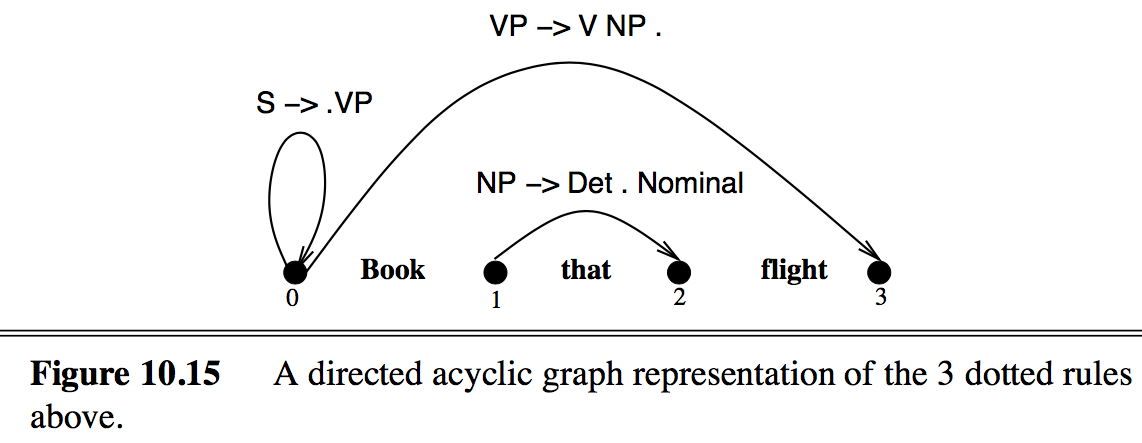 VP –> V NP .
S –> .VP
NP –> Det . Nominal
Book that flight
0 1 2 3
Figure 10.15 A directed acyclic graph representation of the 3 dotted rules
above.